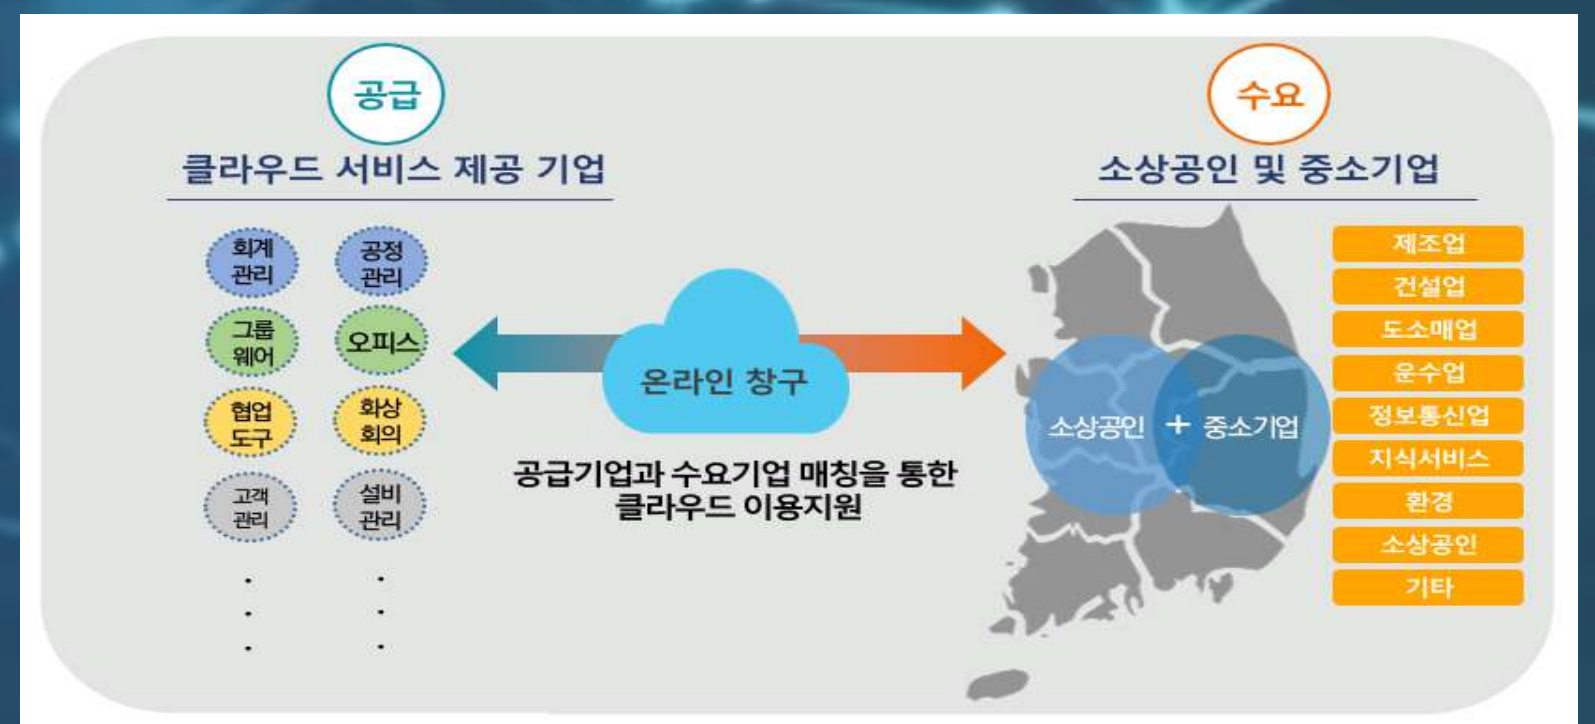 공급
클라우드 서비스 제공 기업
회계
관리
공정
관리
그룹
웨어
오피스
협업
도구
화상
회의
고객
관리
설비
관리
온라인 창구
공급기업과 수요기업 매칭을 통한
클라우드 이용지원
수요
소상공인 및 중소기업
소상공인 + 중소기업
제조업
건설업
도소매업
운수업
정보통신업
지식서비스
환경
소상공인
기타